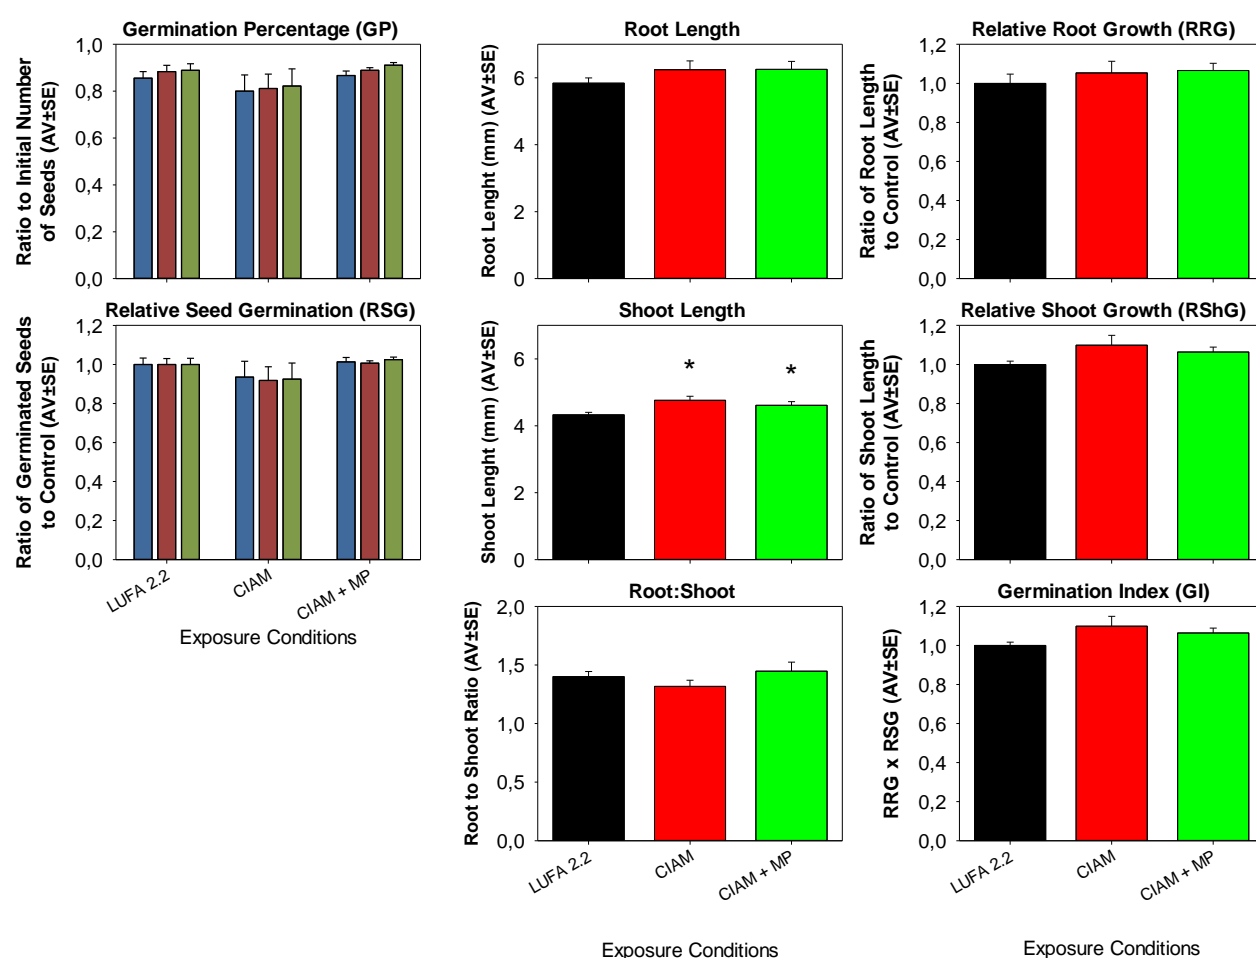 Germination Percentage (GP)
Ratio to Initial Number
of Seeds (AV±SE)
1,0
0,8
0,6
0,4
0,2
0,0
Root Length
Root Lenght (mm) (AV±SE)
6
4
2
0
Relative Root Growth (RRG)
Ratio of Root Length
to Control (AV±SE)
1,2
1,0
0,8
0,6
0,4
0,2
0,0
Relative Seed Germination (RSG)
Ratio of Germinated Seeds
to Control (AV±SE)
1,2
1,0
0,8
0,6
0,4
0,2
0,0
LUFA 2.2
CIAM
CIAM + MP
Exposure Conditions
Shoot Length
Shoot Lenght (mm) (AV±SE)
6
4
2
0
*
*
Relative Shoot Growth (RShG)
Ratio of Shoot Length
to Control (AV±SE)
1,2
1,0
0,8
0,6
0,4
0,2
0,0
Root:Shoot
Root to Shoot Ratio (AV±SE)
2,0
1,5
1,0
0,5
0,0
LUFA 2.2
CIAM
CIAM + MP
Exposure Conditions
Germination Index (GI)
RRG x RSG (AV±SE)
1,2
1,0
0,8
0,6
0,4
0,2
0,0
LUFA 2.2
CIAM
CIAM + MP
Exposure Conditions